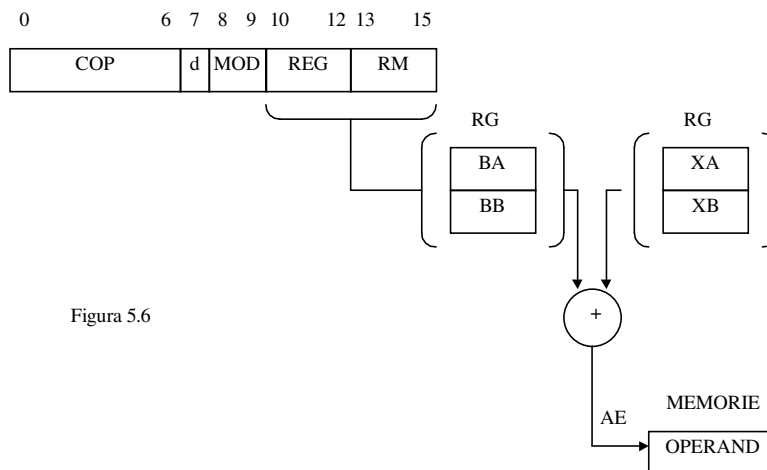 0 6 7 8 9 10 12 13 15
COP d MOD REG RM
RG RG
BA XA
BB XB
Figura 5.6
+
MEMORIE
AE
OPERAND